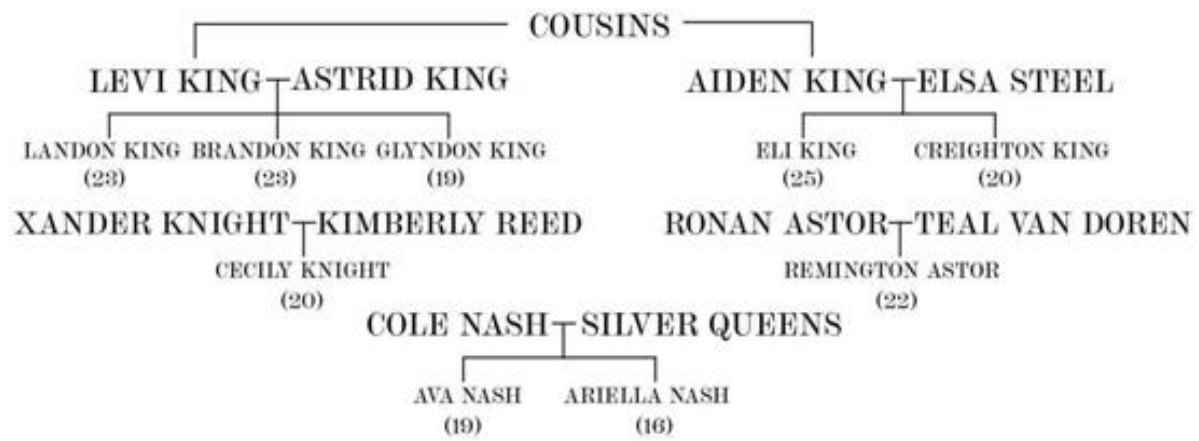 COUSINS
LEVI KING ASTRID KING AIDEN KING ELSA STEEL
LANDON KING BRANDON KING GLYNDON KING ELI KING CREIGHTON KING
(23) (23) (19) (25) (20)
XANDER KNIGHT KIMBERLY REED RONAN ASTOR TEAL VAN DOREN
CECILY KNIGHT REMINGTON ASTOR
(20) (22)
COLE NASH SILVER QUEENS
AVA NASH ARIELLA NASH
(19) (16)